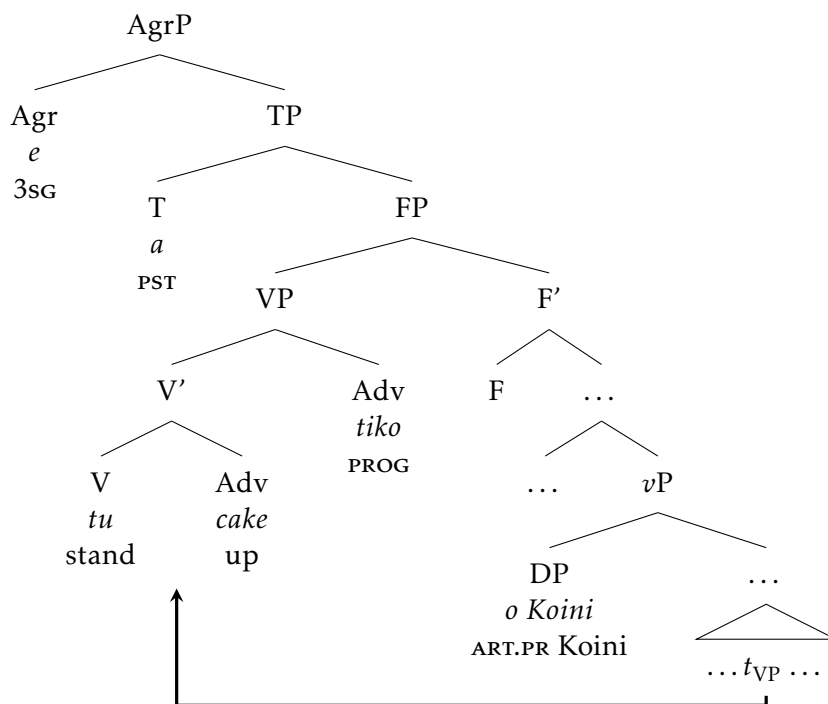 AgrP
Agr TP
e
3SG
T FP
a
PST
VP F’
V’ Adv F …
tiko
PROG
V Adv … vP
tu cake
stand up
DP …
o Koini
ART.PR Koini
… tVP …